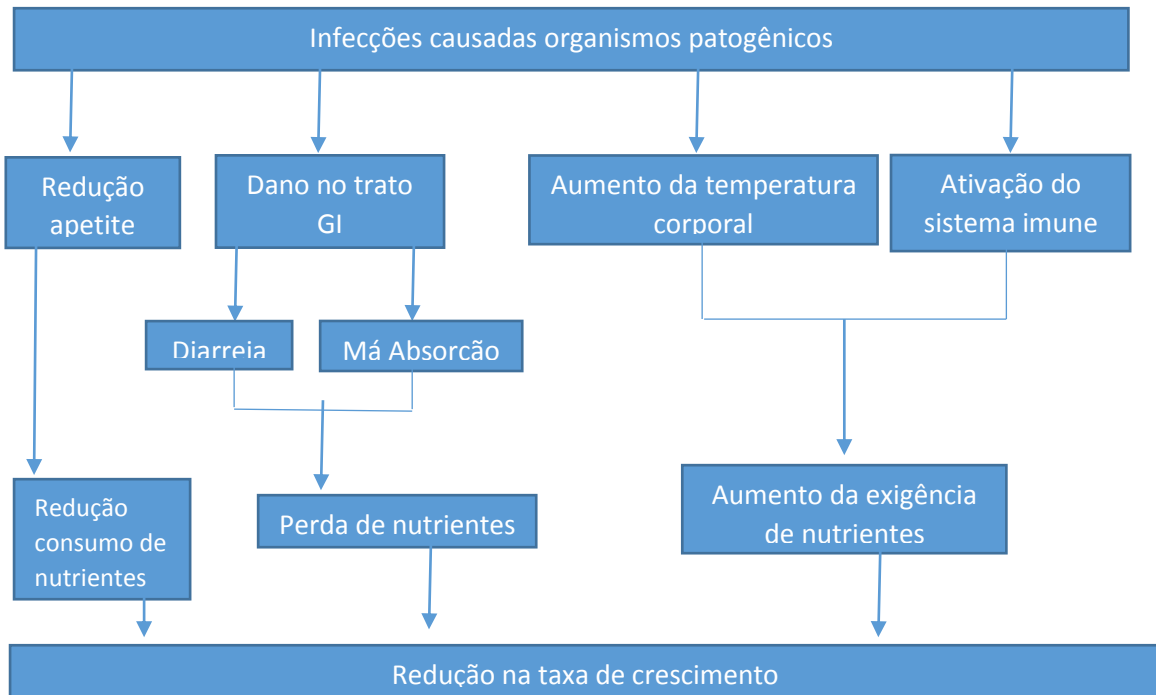 Infecções causadas organismos patogênicos
Redução
apetite
Dano no trato
GI
Aumento da temperatura
corporal
Ativação do
sistema imune
Diarreia
Má Absorção
Redução
consumo de
nutrientes
Perda de nutrientes
Aumento da exigência
de nutrientes
Redução na taxa de crescimento